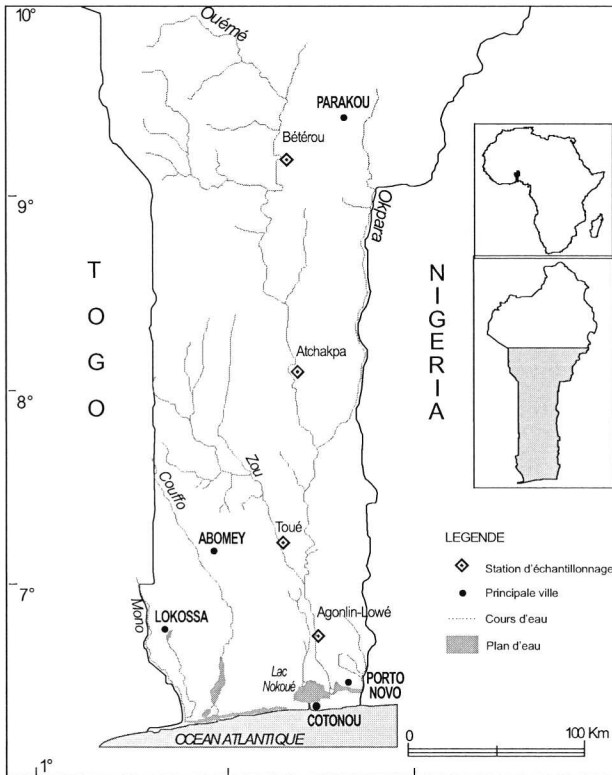 10°
Ouémé
PARAKOU
Bétérou
9°
Okpara
T
O
G
O
N
I
G
E
R
I
A
Atchakpa
8°
Zou
Couffo
Toué
ABOMEY
7°
Mono
LOKOSSA
Agonlin-Lowé
Lac
Nokoué
PORTO
NOVO
COTONOU
OCEAN ATLANTIQUE
1°
LEGENDE
Station d'échantillonnage
Principale ville
Cours d'eau
Plan d'eau
0 100 Km